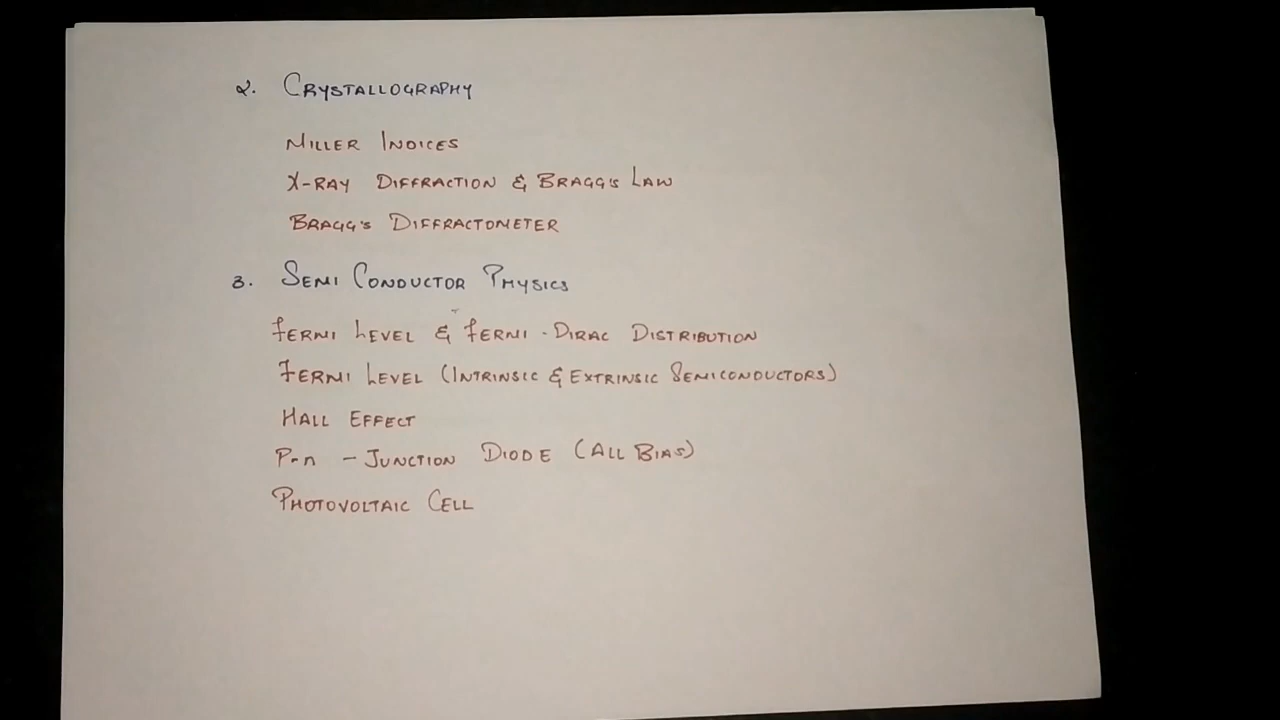 2. CRYSTALLOGRAPHY
MILLER INDICES
X-RAY DIFFRACTION & BRAGG'S LAW
BRAGG'S DIFFRACTOMETER
3. SEMI CONDUCTOR PHYSICS
FERMI LEVEL & FERMI - DIRAC DISTRIBUTION
FERMI LEVEL (INTRINSIC & EXTRINSIC SEMICONDUCTORS)
HALL EFFECT
P-n - JUNCTION DIODE (ALL BIAS)
PHOTOVOLTAIC CELL